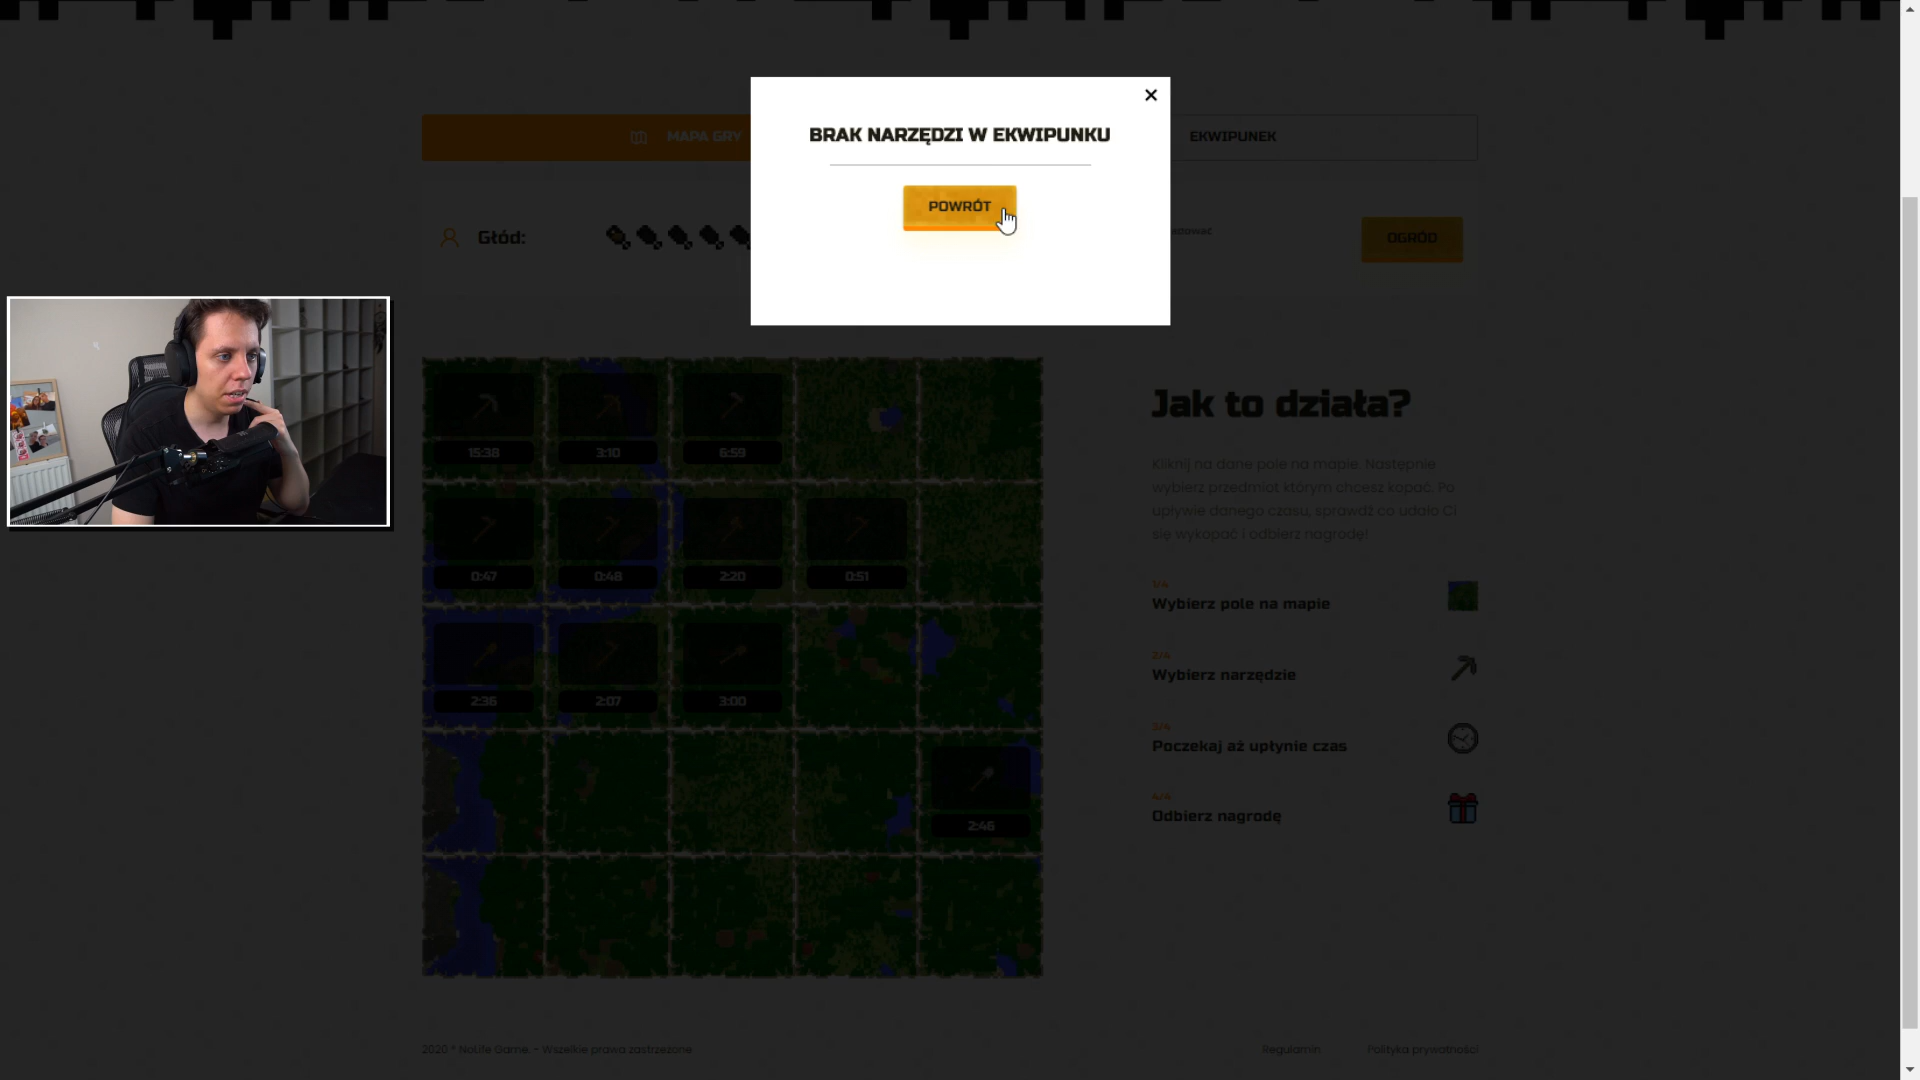 BRAK NARZĘDZI W EKWIPUNKU
POWRÓT
MAPA GRY
EKWIPUNEK
Głód:
OGRÓD
15:38
3:10
6:59
0:47
0:48
2:20
0:51
2:36
2:07
3:00
2:46
Jak to działa?
Kliknij na dane pole na mapie. Następnie
wybierz przedmiot którym chcesz kopać. Po
upływie danego czasu, sprawdź co udało Ci
się wykopać i odbierz nagrodę!
1/4
Wybierz pole na mapie
2/4
Wybierz narzędzie
3/4
Poczekaj aż upłynie czas
4/4
Odbierz nagrodę
2020 ® NoLife Game. - Wszelkie prawa zastrzeżone
Regulamin
Polityka prywatności